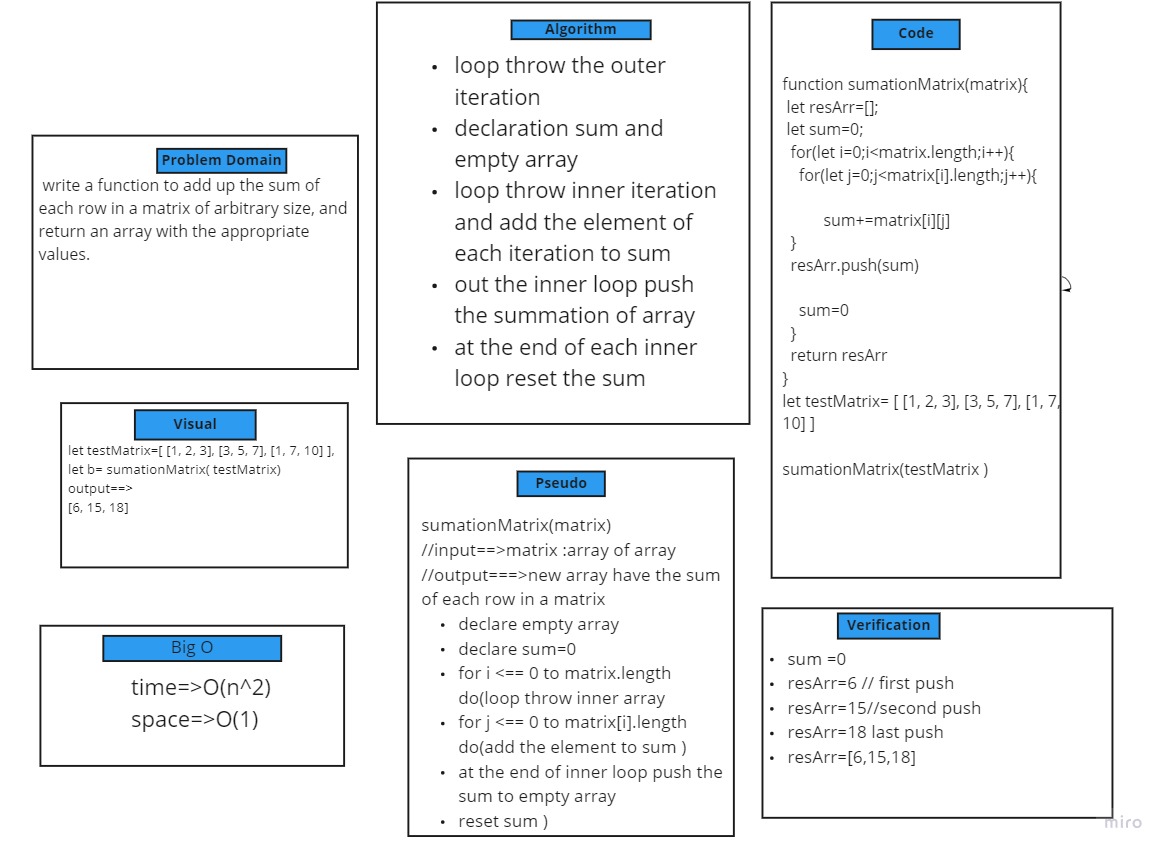 Problem Domain
write a function to add up the sum of
each row in a matrix of arbitrary size, and
return an array with the appropriate
values.
Visual
let testMatrix=[ [1, 2, 3], [3, 5, 7], [1, 7, 10] ],
let b= sumationMatrix( testMatrix)
output==>
[6, 15, 18]
Big O
time=>O(n^2)
space=>O(1)
Algorithm
• loop throw the outer
iteration
• declaration sum and
empty array
• loop throw inner iteration
and add the element of
each iteration to sum
• out the inner loop push
the summation of array
• at the end of each inner
loop reset the sum
Pseudo
sumationMatrix(matrix)
//input==>matrix :array of array
//output===>new array have the sum
of each row in a matrix
• declare empty array
• declare sum=0
• for i <== 0 to matrix.length
do(loop throw inner array
• for j <== 0 to matrix[i].length
do(add the element to sum )
• at the end of inner loop push the
sum to empty array
• reset sum )
Code
function sumationMatrix(matrix){
let resArr=[];
let sum=0;
for(let i=0;i<matrix.length;i++){
for(let j=0;j<matrix[i].length;j++){
sum+=matrix[i][j]
}
resArr.push(sum)
sum=0
}
return resArr
}
let testMatrix= [ [1, 2, 3], [3, 5, 7], [1, 7,
10] ]
sumationMatrix(testMatrix )
Verification
• sum =0
• resArr=6 // first push
• resArr=15//second push
• resArr=18 last push
• resArr=[6,15,18]
miro